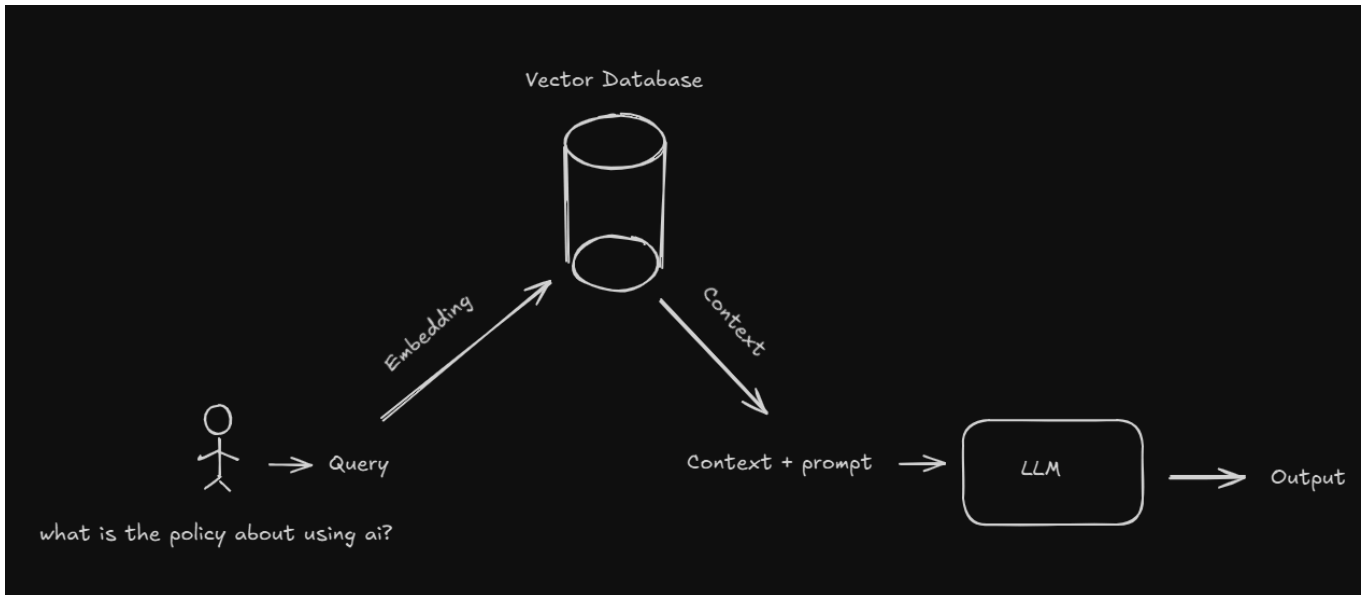 Vector Database
Embedding
Context
Query
Context + prompt
LLM
Output
what is the policy about using ai?